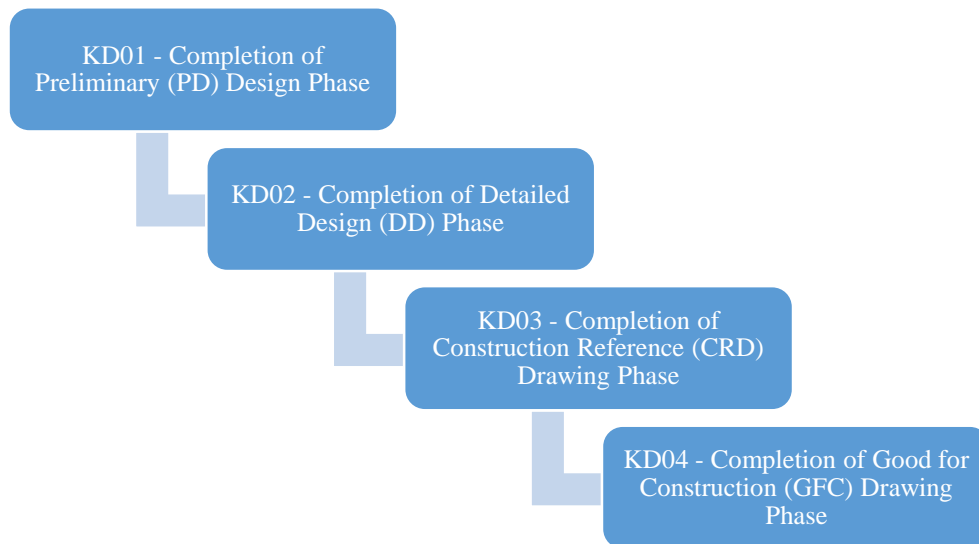 KD01 - Completion of
Preliminary (PD) Design Phase
KD02 - Completion of Detailed
Design (DD) Phase
KD03 - Completion of
Construction Reference (CRD)
Drawing Phase
KD04 - Completion of Good for
Construction (GFC) Drawing
Phase